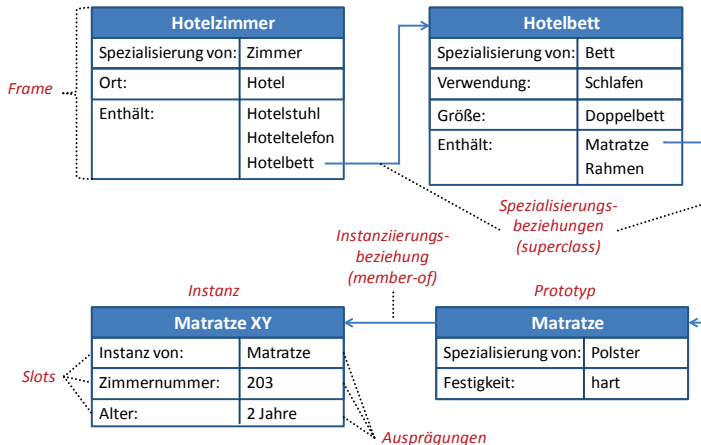 Hotelzimmer
Spezialisierung von: Zimmer
Ort: Hotel
Enthält: Hotelstuhl
Hoteltelefon
Hotelbett
Frame
Hotelbett
Spezialisierung von: Bett
Verwendung: Schlafen
Größe: Doppelbett
Enthält: Matratze
Rahmen
Spezialisierungs-
beziehungen
(superclass)
Instanziierungs-
beziehung
(member-of)
Instanz
Matratze XY
Instanz von: Matratze
Zimmernummer: 203
Alter: 2 Jahre
Slots
Ausprägungen
Prototyp
Matratze
Spezialisierung von: Polster
Festigkeit: hart